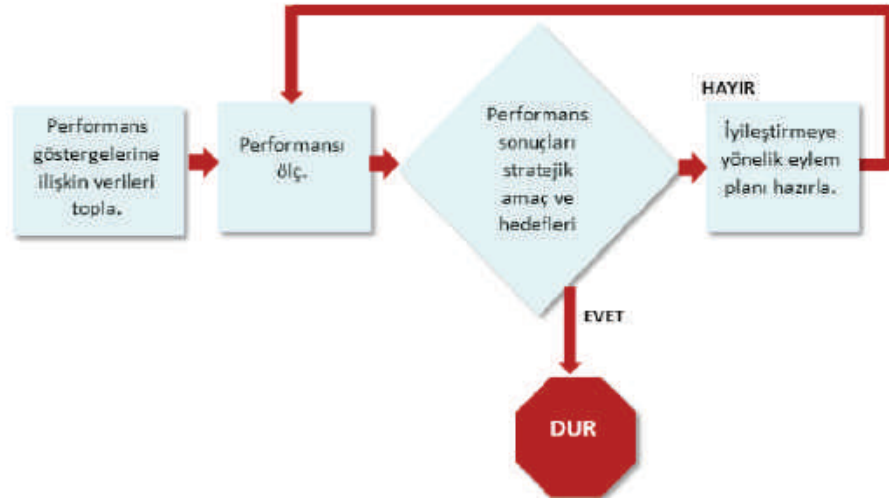 Performans
göstergelerine
ilişkin verileri
topla.
Performansı
ölç.
Performans
sonuçları
stratejik
amaç ve
hedefleri
HAYIR
İyileştirmeye
yönelik eylem
planı hazırla.
EVET
DUR